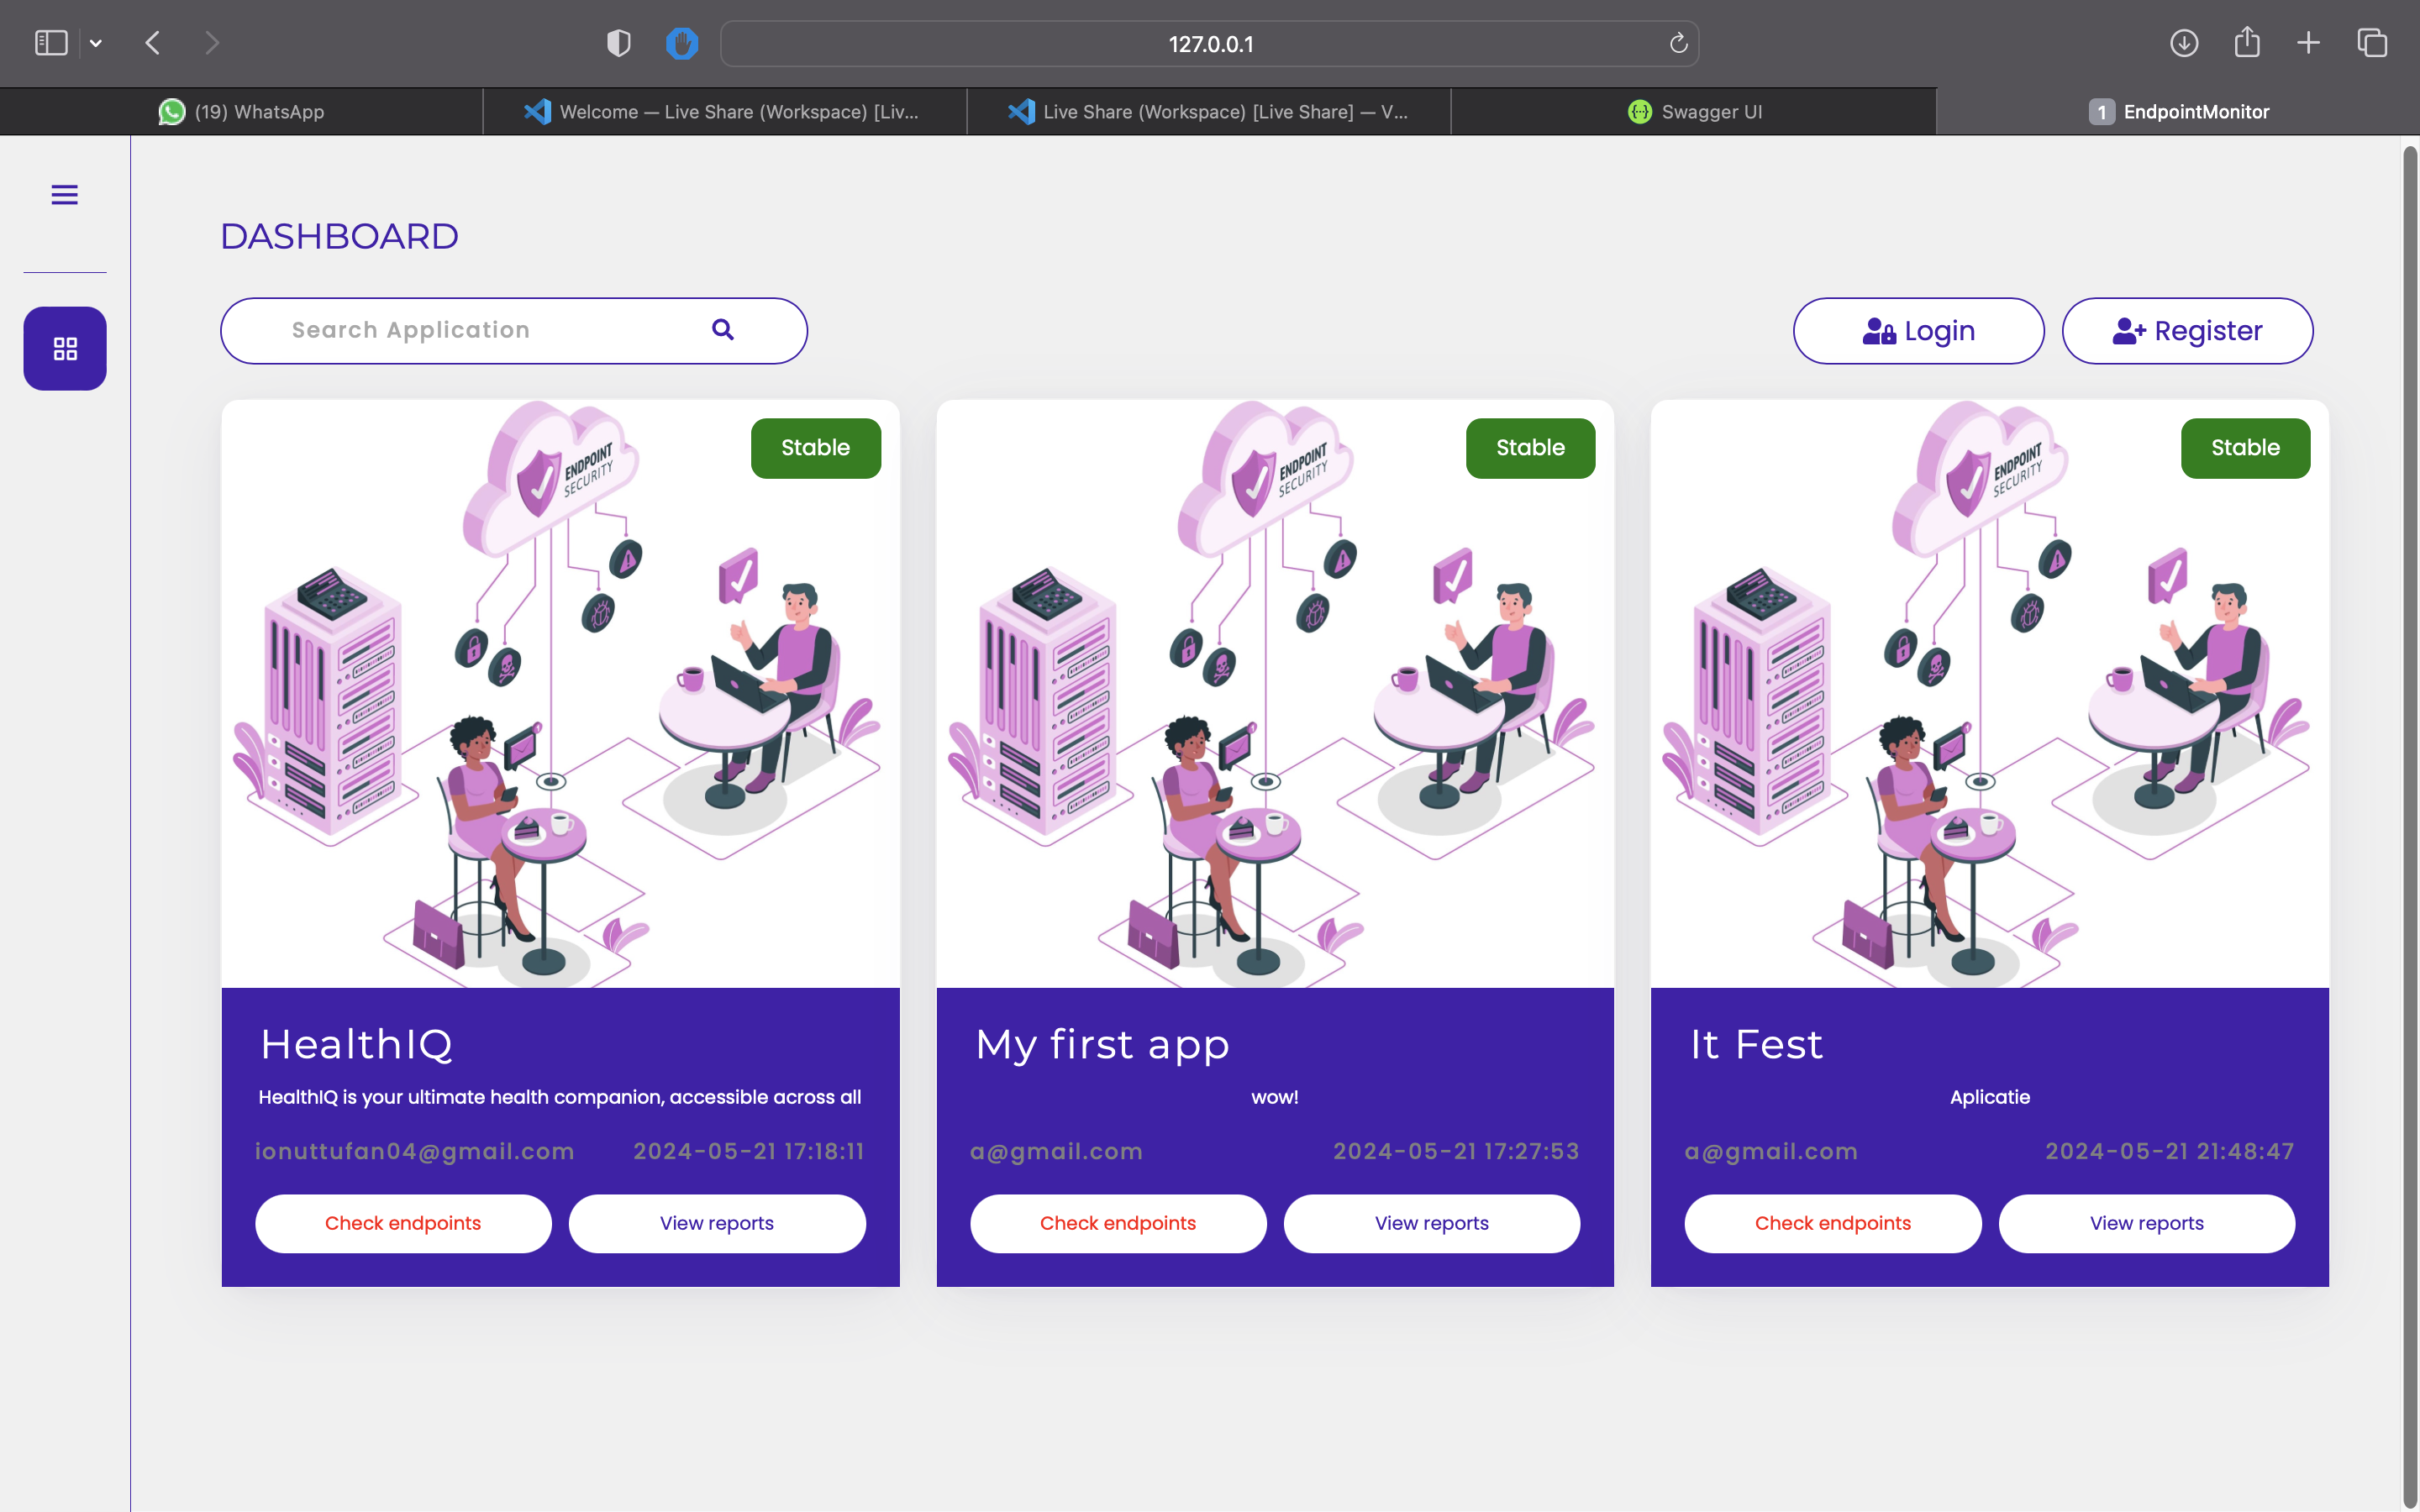 127.0.0.1
(19) WhatsApp
Welcome — Live Share (Workspace) [Liv...
Live Share (Workspace) [Live Share] — V...
Swagger UI
1 EndpointMonitor
DASHBOARD
Search Application
Login
Register
ENDPOINT
SECURITY
Stable
ENDPOINT
SECURITY
Stable
ENDPOINT
SECURITY
Stable
HealthIQ
HealthIQ is your ultimate health companion, accessible across all
ionuttufan04@gmail.com 2024-05-21 17:18:11
Check endpoints View reports
My first app
wow!
a@gmail.com 2024-05-21 17:27:53
Check endpoints View reports
It Fest
Aplicatie
a@gmail.com 2024-05-21 21:48:47
Check endpoints View reports